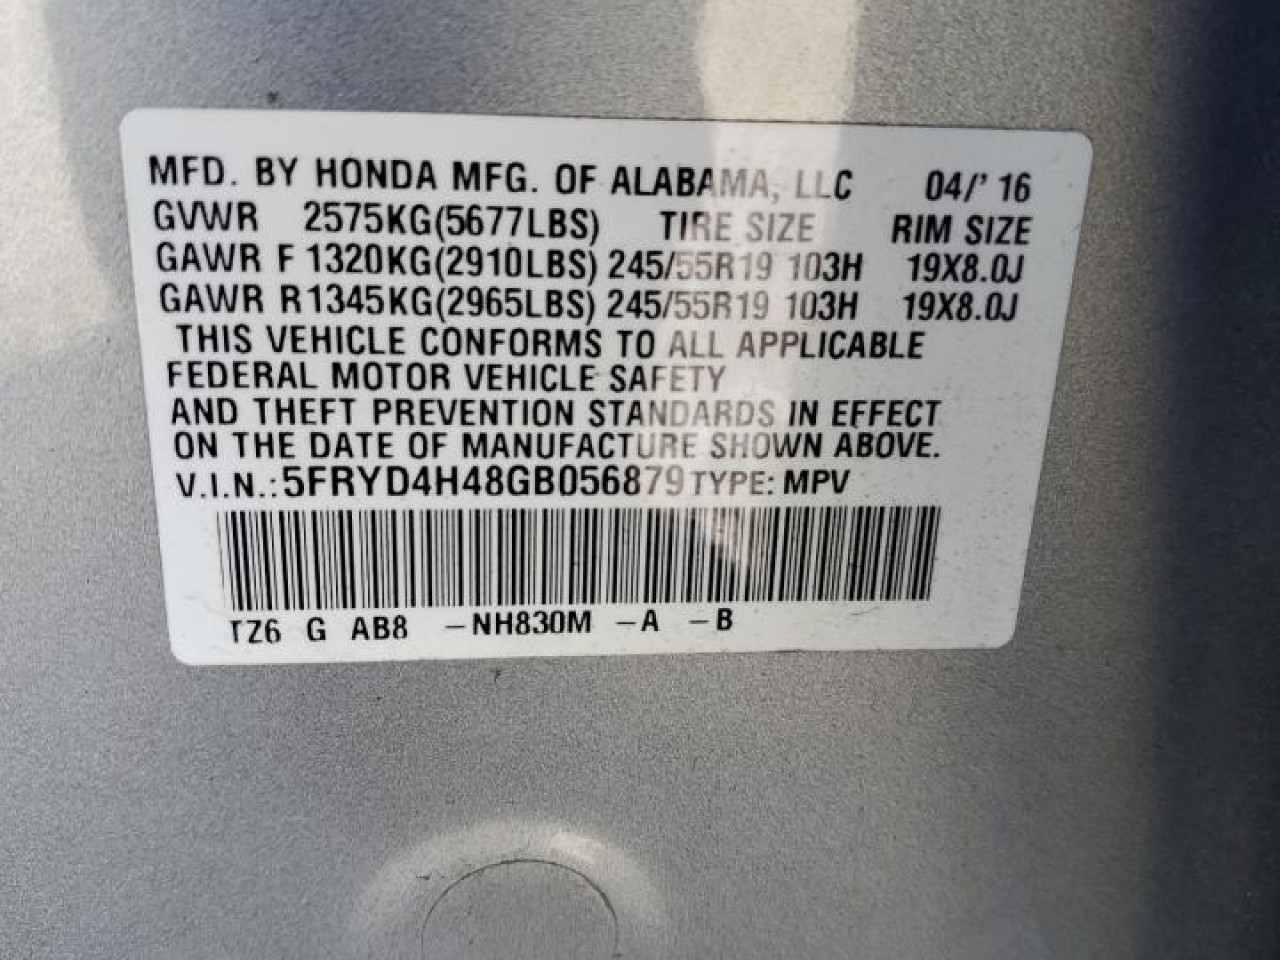 MFD. BY HONDA MFG. OF ALABAMA, LLC 04/'16
GVWR 2575KG(5677LBS) TIRE SIZE RIM SIZE
GAWR F 1320KG(2910LBS) 245/55R19 103H 19X8.0J
GAWR R 1345KG(2965LBS) 245/55R19 103H 19X8.0J
THIS VEHICLE CONFORMS TO ALL APPLICABLE
FEDERAL MOTOR VEHICLE SAFETY
AND THEFT PREVENTION STANDARDS IN EFFECT
ON THE DATE OF MANUFACTURE SHOWN ABOVE.
V.I.N.: 5FRYD4H48GB056879 TYPE: MPV
TZ6 G AB8 -NH830M -A -B